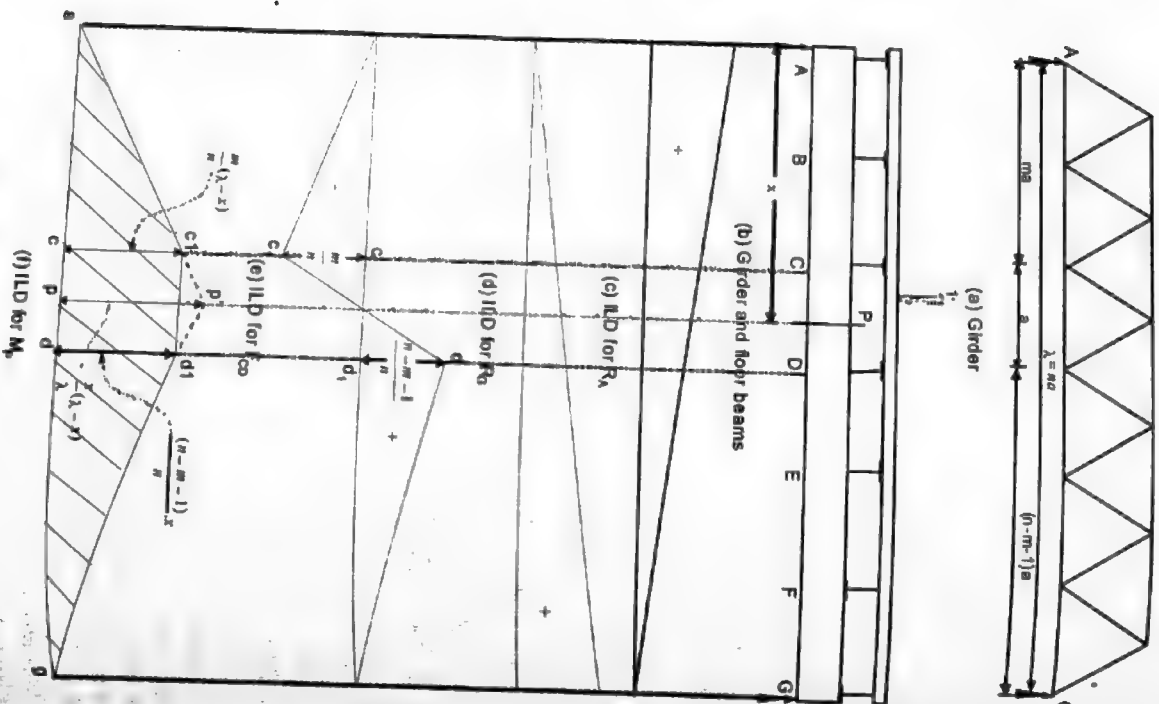 A
ma
a
(n-m-1)a
λ = na
(a) Girder
P
x
A B C D E F G
(b) Girder and floor beams
+
(c) ILD for R_A
+
(d) ILD for R_G
c
m/n
c
d
d₁
(n-m-1)/n
+
(e) ILD for
a
m/n (λ-x)
c1
p'
d1
c
p
d
g
(λ-x)
(n-m-1)/n x
(f) ILD for M_p